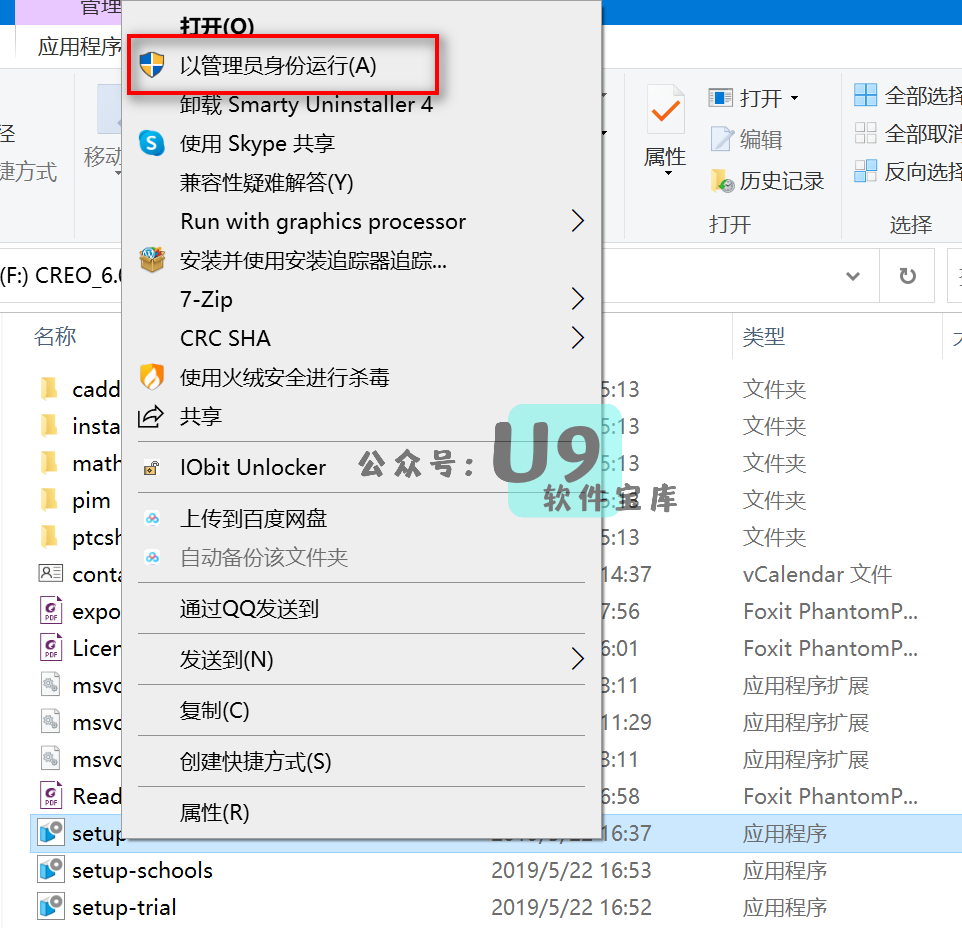 管理
应用程序
打开(O)
以管理员身份运行(A)
卸载 Smarty Uninstaller 4
使用 Skype 共享
兼容性疑难解答(Y)
Run with graphics processor
安装并使用安装追踪器追踪...
7-Zip
CRC SHA
使用火绒安全进行杀毒
共享
IObit Unlocker
上传到百度网盘
自动备份该文件夹
通过QQ发送到
发送到(N)
复制(C)
创建快捷方式(S)
属性(R)
径
捷方式
移动
属性
打开
编辑
历史记录
打开
全部选择
全部取消
反向选择
选择
(F:) CREO_6.0
名称
类型
cadd 5:13 文件夹
insta 5:13 文件夹
math 5:13 文件夹
pim 5:13 文件夹
ptcsh 5:13 文件夹
conta 14:37 vCalendar 文件
expo 7:56 Foxit PhantomP...
Licen 6:01 Foxit PhantomP...
msvc 3:11 应用程序扩展
msvc 11:29 应用程序扩展
msvc 3:11 应用程序扩展
Read 6:58 Foxit PhantomP...
setup 2019/5/22 16:37 应用程序
setup-schools 2019/5/22 16:53 应用程序
setup-trial 2019/5/22 16:52 应用程序
公众号：U9
软件宝库